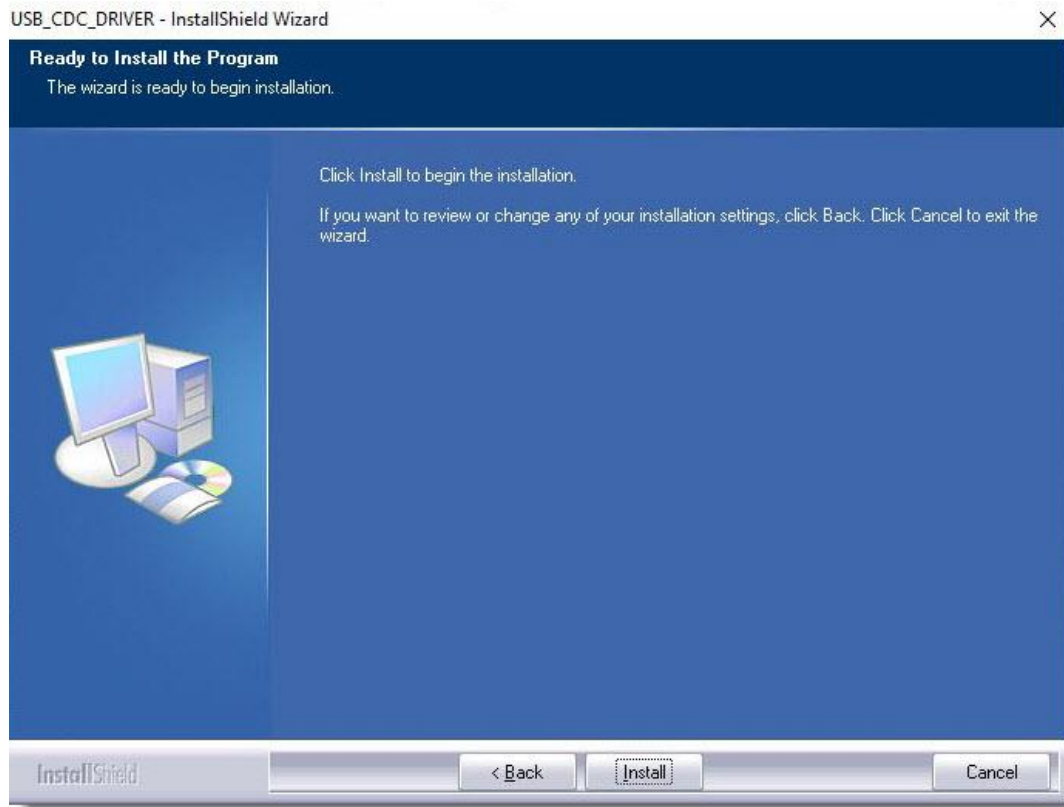 USB_CDC_DRIVER - InstallShield Wizard
Ready to Install the Program
The wizard is ready to begin installation.
Click Install to begin the installation.
If you want to review or change any of your installation settings, click Back. Click Cancel to exit the
wizard.
InstallShield
< Back
Install
Cancel